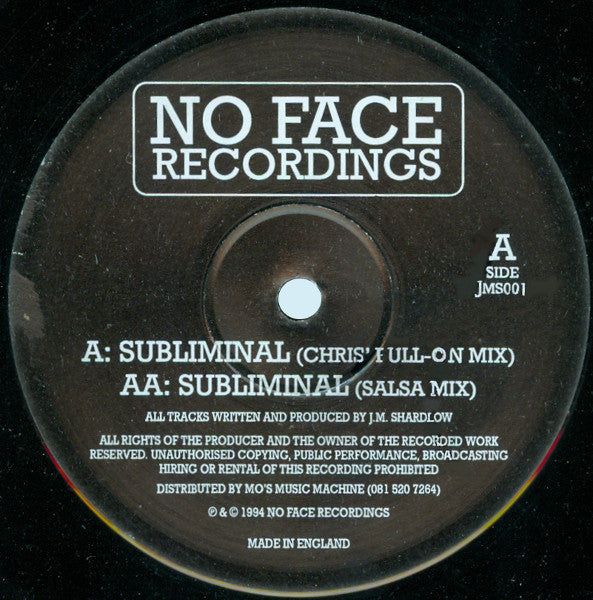 NO FACE
RECORDINGS
A
SIDE
JMS001
A: SUBLIMINAL (CHRIS' FULL-ON MIX)
AA: SUBLIMINAL (SALSA MIX)
ALL TRACKS WRITTEN AND PRODUCED BY J.M. SHARDLOW
ALL RIGHTS OF THE PRODUCER AND THE OWNER OF THE RECORDED WORK
RESERVED. UNAUTHORISED COPYING, PUBLIC PERFORMANCE, BROADCASTING
HIRING OR RENTAL OF THIS RECORDING PROHIBITED
DISTRIBUTED BY MO'S MUSIC MACHINE (081 520 7264)
℗ & © 1994 NO FACE RECORDINGS
MADE IN ENGLAND